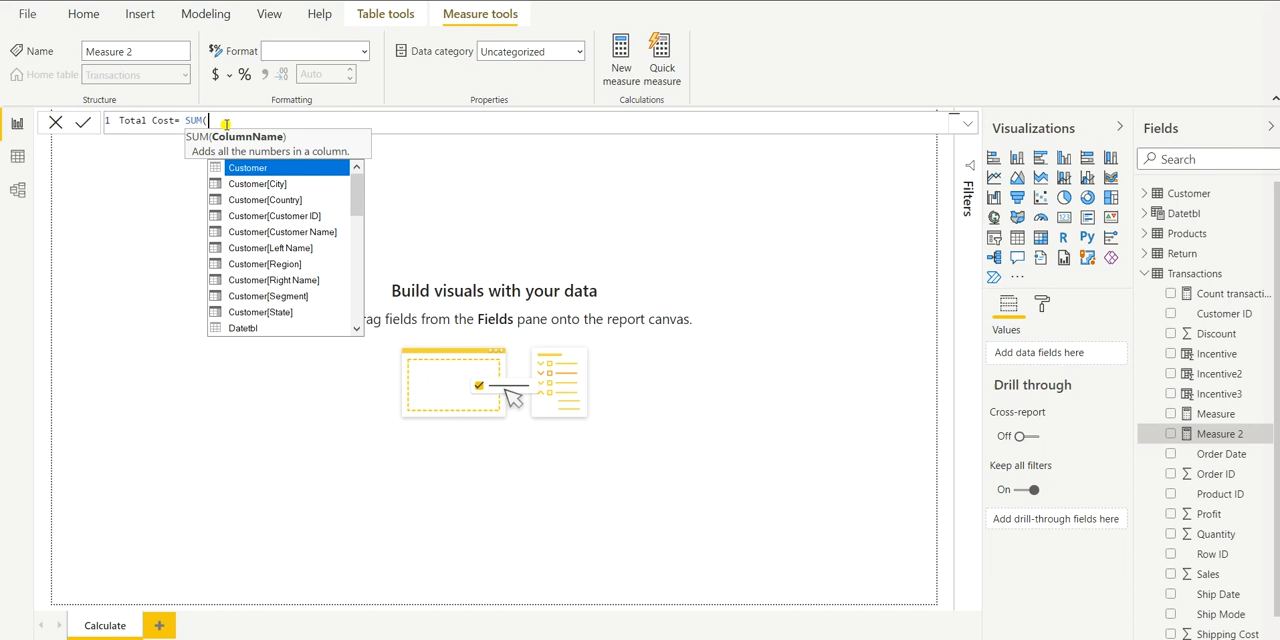 File Home Insert Modeling View Help Table tools Measure tools
Name Measure 2
Home table Transactions
Structure
Format
$ % 9 .00 Auto
Formatting
Data category Uncategorized
Properties
New measure
Quick measure
Calculations
1 Total Cost= SUM(
SUM(ColumnName)
Adds all the numbers in a column.
Customer
Customer[City]
Customer[Country]
Customer[Customer ID]
Customer[Customer Name]
Customer[Left Name]
Customer[Region]
Customer[Right Name]
Customer[Segment]
Customer[State]
Datetbl
Build visuals with your data
rag fields from the Fields pane onto the report canvas.
Filters
Visualizations
123
R Py
...
Values
Add data fields here
Drill through
Cross-report
Off
Keep all filters
On
Add drill-through fields here
Fields
Search
Customer
Datetbl
Products
Return
Transactions
Count transacti...
Customer ID
Discount
Incentive
Incentive2
Incentive3
Measure
Measure 2
Order Date
Order ID
Product ID
Profit
Quantity
Row ID
Sales
Ship Date
Ship Mode
Shipping Cost
Calculate